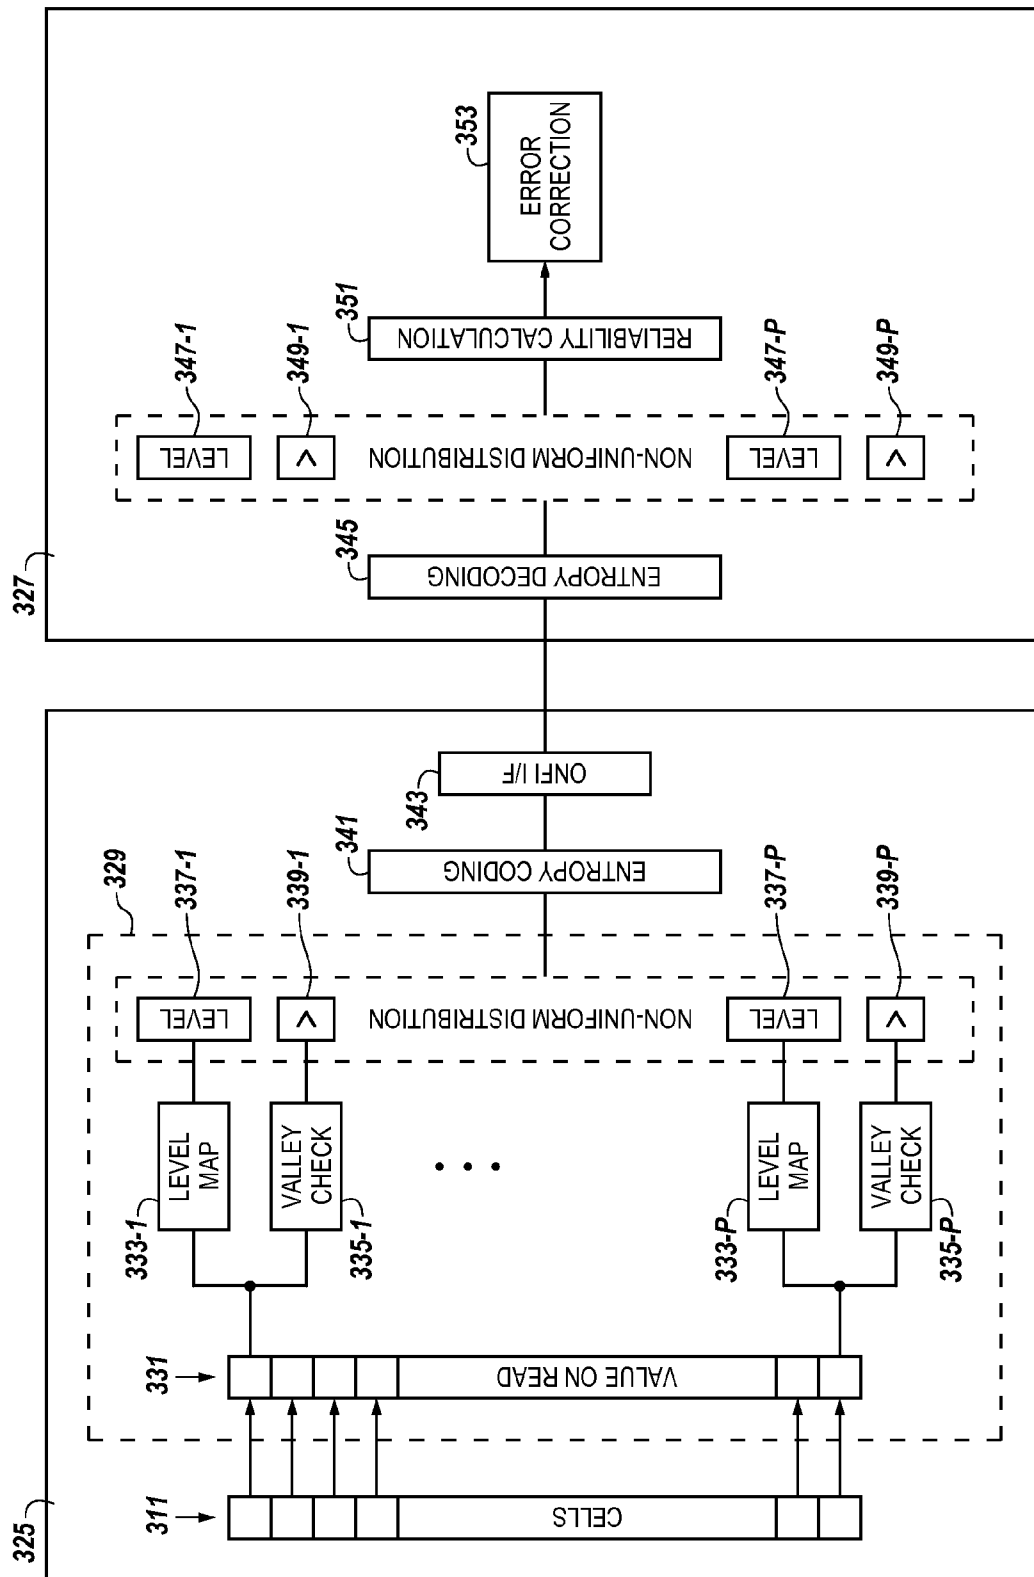 325
311
CELLS
331
VALUE ON READ
329
333-1
LEVEL
MAP
335-1
VALLEY
CHECK
333-P
LEVEL
MAP
335-P
VALLEY
CHECK
337-1
LEVEL
339-1
V
NON-UNIFORM DISTRIBUTION
337-P
LEVEL
339-P
V
341
ENTROPY CODING
343
ONFI I/F
327
345
ENTROPY DECODING
347-1
LEVEL
349-1
V
NON-UNIFORM DISTRIBUTION
347-P
LEVEL
349-P
V
351
RELIABILITY CALCULATION
353
ERROR
CORRECTION